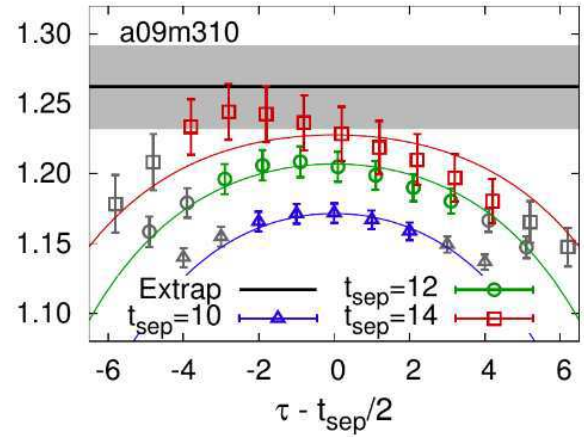 a09m310
1.30
1.25
1.20
1.15
1.10
Extrap
t_sep=12
t_sep=10
t_sep=14
-6 -4 -2 0 2 4 6
τ - t_sep/2